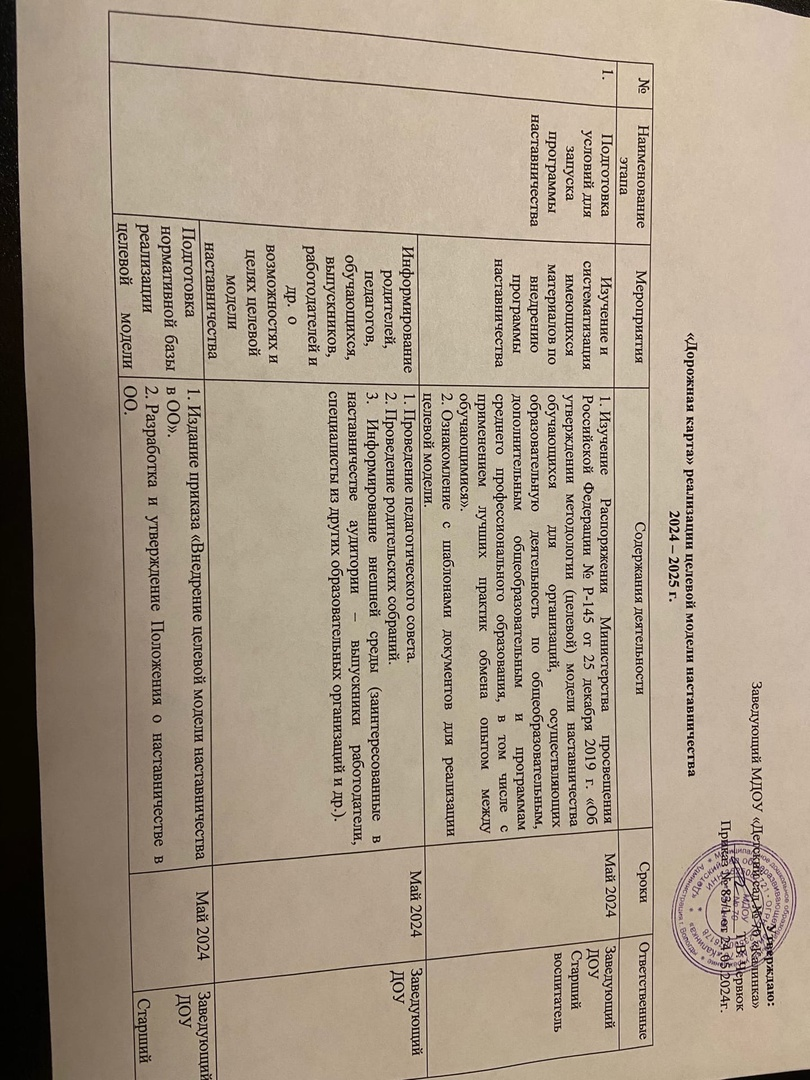 Утверждаю:
Заведующий МДОУ «Детский сад № 70 «Калинка»
Т.В. Червюк
Приказ № 83/1 от 24.05.2024г.
«Дорожная карта» реализации целевой модели наставничества
2024 – 2025 г.
№
Наименование
этапа
Мероприятия
Содержания деятельности
Сроки
Ответственные
1.
Подготовка
условий для
запуска
программы
наставничества
Изучение и
систематизация
имеющихся
материалов по
внедрению
программы
наставничества
1. Изучение Распоряжения Министерства просвещения
Российской Федерации № Р-145 от 25 декабря 2019 г. «Об
утверждении методологии (целевой) модели наставничества
обучающихся для организаций, осуществляющих
образовательную деятельность по общеобразовательным,
дополнительным общеобразовательным и программам
среднего профессионального образования, в том числе с
применением лучших практик обмена опытом между
обучающимися».
2. Ознакомление с шаблонами документов для реализации
целевой модели.
Май 2024
Заведующий
ДОУ
Старший
воспитатель
Информирование
родителей,
педагогов,
обучающихся,
выпускников,
работодателей и
др. о
возможностях и
целях целевой
модели
наставничества
1. Проведение педагогического совета.
2. Проведение родительских собраний.
3. Информирование внешней среды (заинтересованные в
наставничестве аудитории – выпускники работодатели,
специалисты из других образовательных организаций и др.).
Май 2024
Заведующий
ДОУ
Подготовка
нормативной базы
реализации
целевой модели
1. Издание приказа «Внедрение целевой модели наставничества
в ОО».
2. Разработка и утверждение Положения о наставничестве в
ОО.
Май 2024
Заведующий
ДОУ
Старший